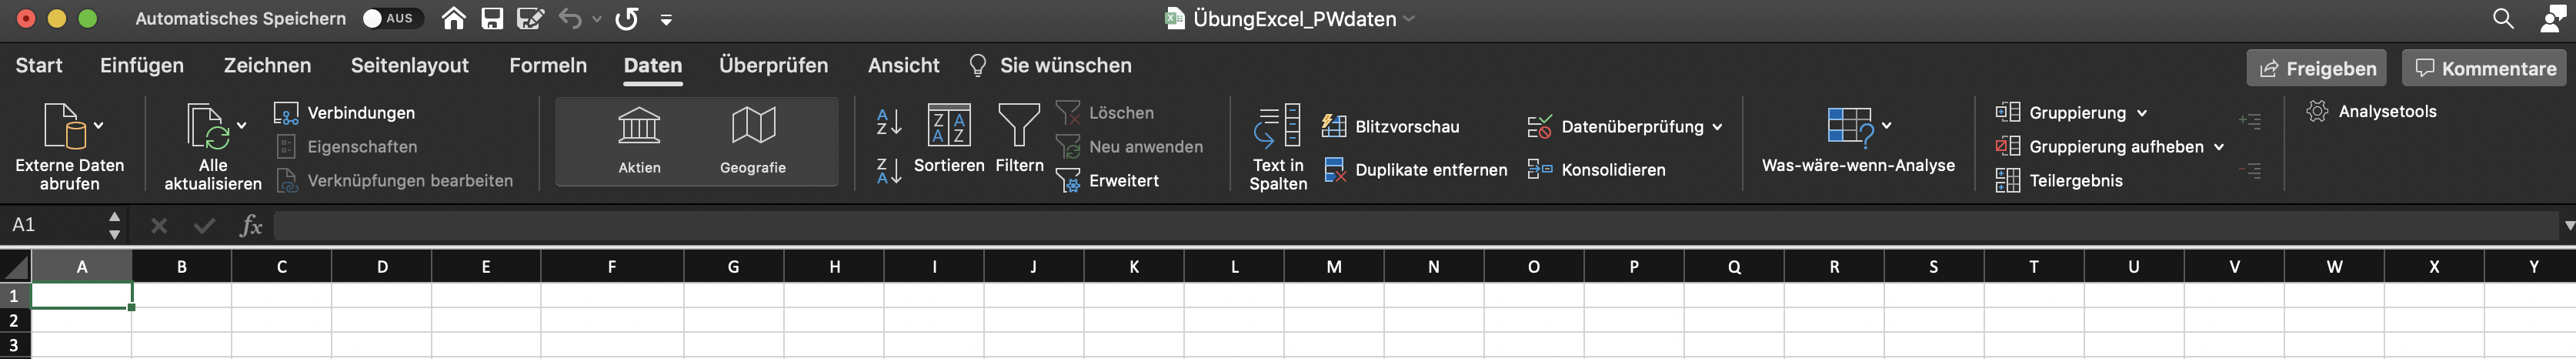 Automatisches Speichern AUS ÜbungExcel_PWdaten
Start Einfügen Zeichnen Seitenlayout Formeln Daten Überprüfen Ansicht Sie wünschen Freigeben Kommentare
Externe Daten abrufen
Alle aktualisieren
Verbindungen
Eigenschaften
Verknüpfungen bearbeiten
Aktien
Geografie
Sortieren
Filtern
Löschen
Neu anwenden
Erweitert
Text in Spalten
Blitzvorschau
Duplikate entfernen
Datenüberprüfung
Konsolidieren
Was-wäre-wenn-Analyse
Gruppierung
Gruppierung aufheben
Teilergebnis
Analysetools
A1 fx
A B C D E F G H I J K L M N O P Q R S T U V W X Y
1
2
3